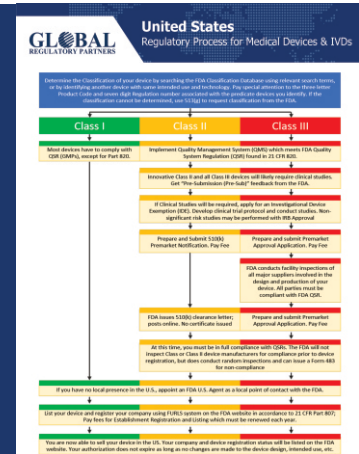 GLOBAL
REGULATORY PARTNERS
United States
Regulatory Process for Medical Devices & IVDs
Determine the Classification of your device by searching the FDA Classification Database using relevant search terms,
or by identifying another device with same intended use and technology. Pay special attention to the three letter
Product Code and seven digit Regulation number associated with the predicate devices you identify. If the
classification cannot be determined, use 513(g) to request classification from the FDA.
Class I
Class II
Class III
Most devices have to comply with
QSR (GMPs), except for Part 820.
Implement Quality Management System (QMS) which meets FDA Quality
System Regulation (QSR) found in 21 CFR 820.
Innovative Class II and all Class III devices will likely require clinical studies.
Get "Pre-Submission (Pre-Sub)" feedback from the FDA.
If Clinical Studies will be required, apply for an Investigational Device
Exemption (IDE). Develop clinical trial protocol and conduct studies. Non-
significant risk studies may be performed with IRB Approval
Prepare and Submit 510(k)
Premarket Notification. Pay Fee
Prepare and submit Premarket
Approval Application. Pay Fee
FDA conducts facility inspections of
all major suppliers involved in the
design and production of your
device. All parties must be
compliant with FDA QSR.
FDA issues 510(k) clearance letter;
posts online. No certificate issued
Prepare and submit Premarket
Approval Application. Pay Fee
At this time, you must be in full compliance with QSRs. The FDA will not
inspect Class or Class II device manufacturers for compliance prior to device
registration, but does conduct random inspections and can issue a Form 483
for non-compliance
If you have no local presence in the U.S., appoint an FDA U.S. Agent as a local point of contact with the FDA.
List your device and register your company using FURLS system on the FDA website in accordance to 21 CFR Part 807;
Pay fees for Establishment Registration and Listing which must be renewed each year.
You are now able to sell your device in the US. Your company and device registration status will be listed on the FDA
website. Your authorization does not expire as long as no changes are made to the device design, intended use, etc.